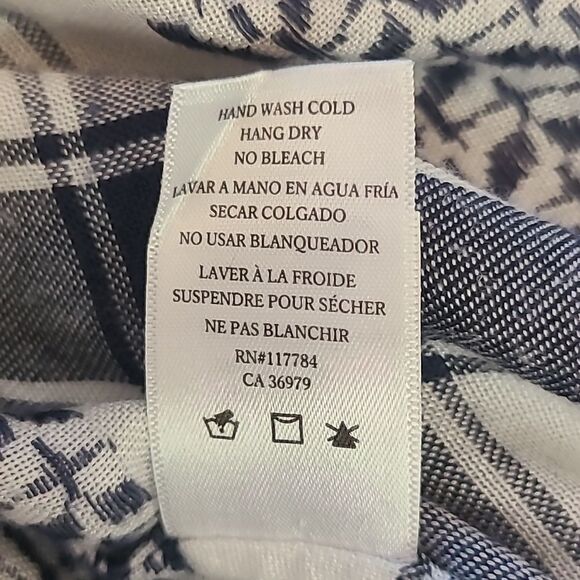 HAND WASH COLD
HANG DRY
NO BLEACH
LAVAR A MANO EN AGUA FRÍA
SECAR COLGADO
NO USAR BLANQUEADOR
LAVER À LA FROIDE
SUSPENDRE POUR SÉCHER
NE PAS BLANCHIR
RN#117784
CA 36979